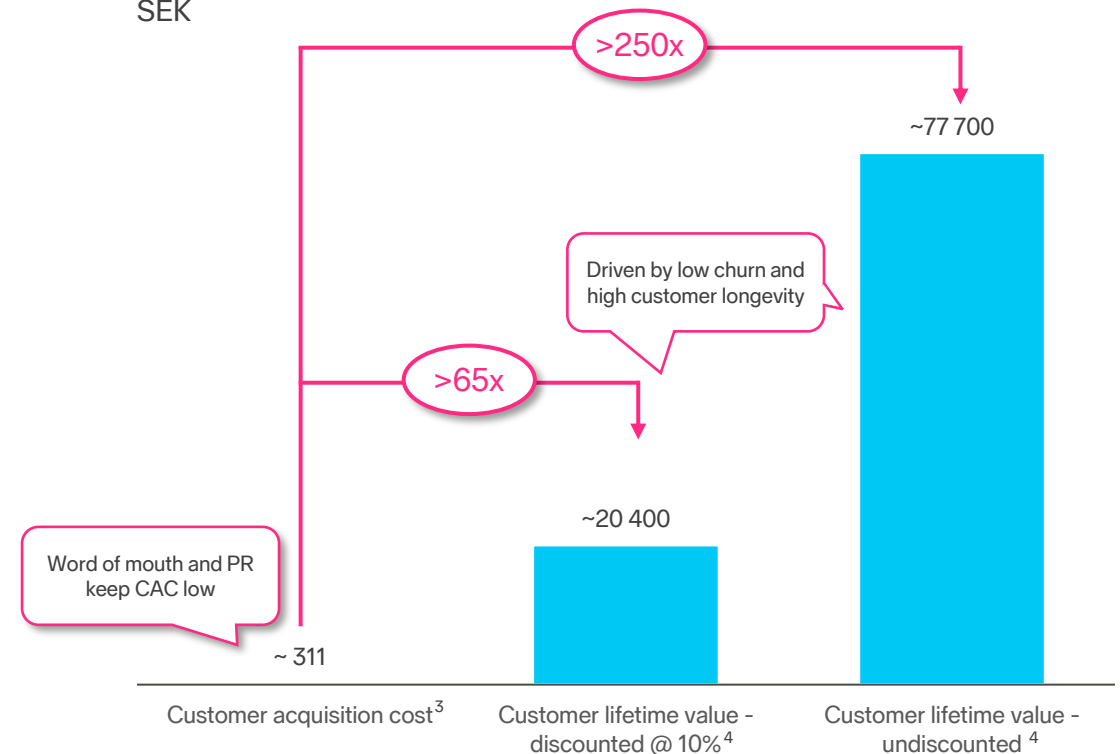 SEK
>250x
~77 700
Driven by low churn and
high customer longevity
>65x
~20 400
Word of mouth and PR
keep CAC low
~ 311
Customer acquisition cost3
Customer lifetime value -
discounted @ 10%4
Customer lifetime value -
undiscounted 4